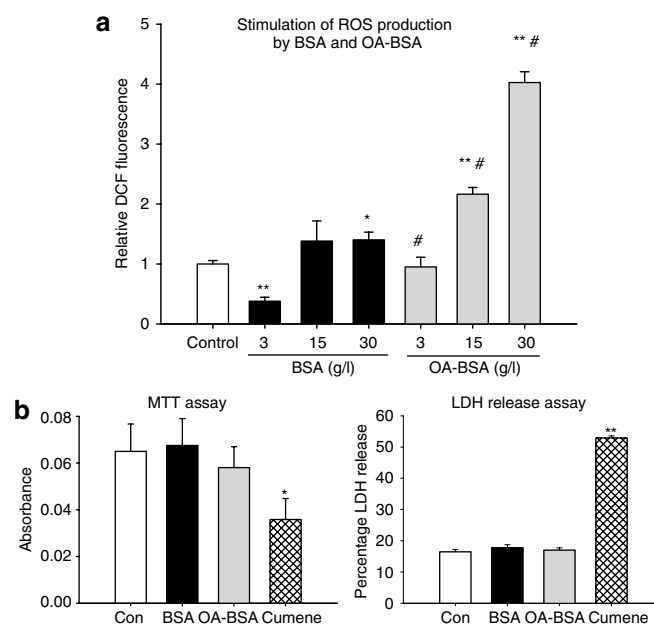 a
Stimulation of ROS production
by BSA and OA-BSA
Relative DCF fluorescence
5
4
3
2
1
0
** # 
** #
#
*
**
Control 3 15 30 3 15 30
BSA (g/l) OA-BSA (g/l)
b
MTT assay
Absorbance
0.08
0.06
0.04
0.02
0.00
*
Con BSA OA-BSA Cumene
LDH release assay
Percentage LDH release
60
50
40
30
20
10
0
**
Con BSA OA-BSA Cumene